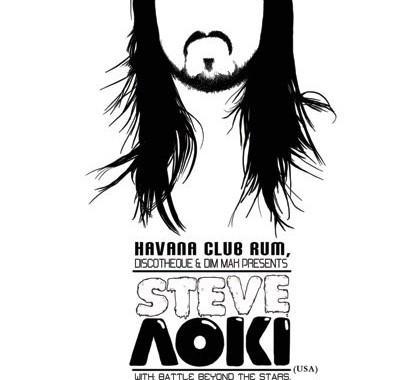 HAVANA CLUB RUM,
DISCOTHEQUE & DIM MAK PRESENTS
STEVE
AOKI (USA)
WITH: BATTLE BEYOND THE STARS,